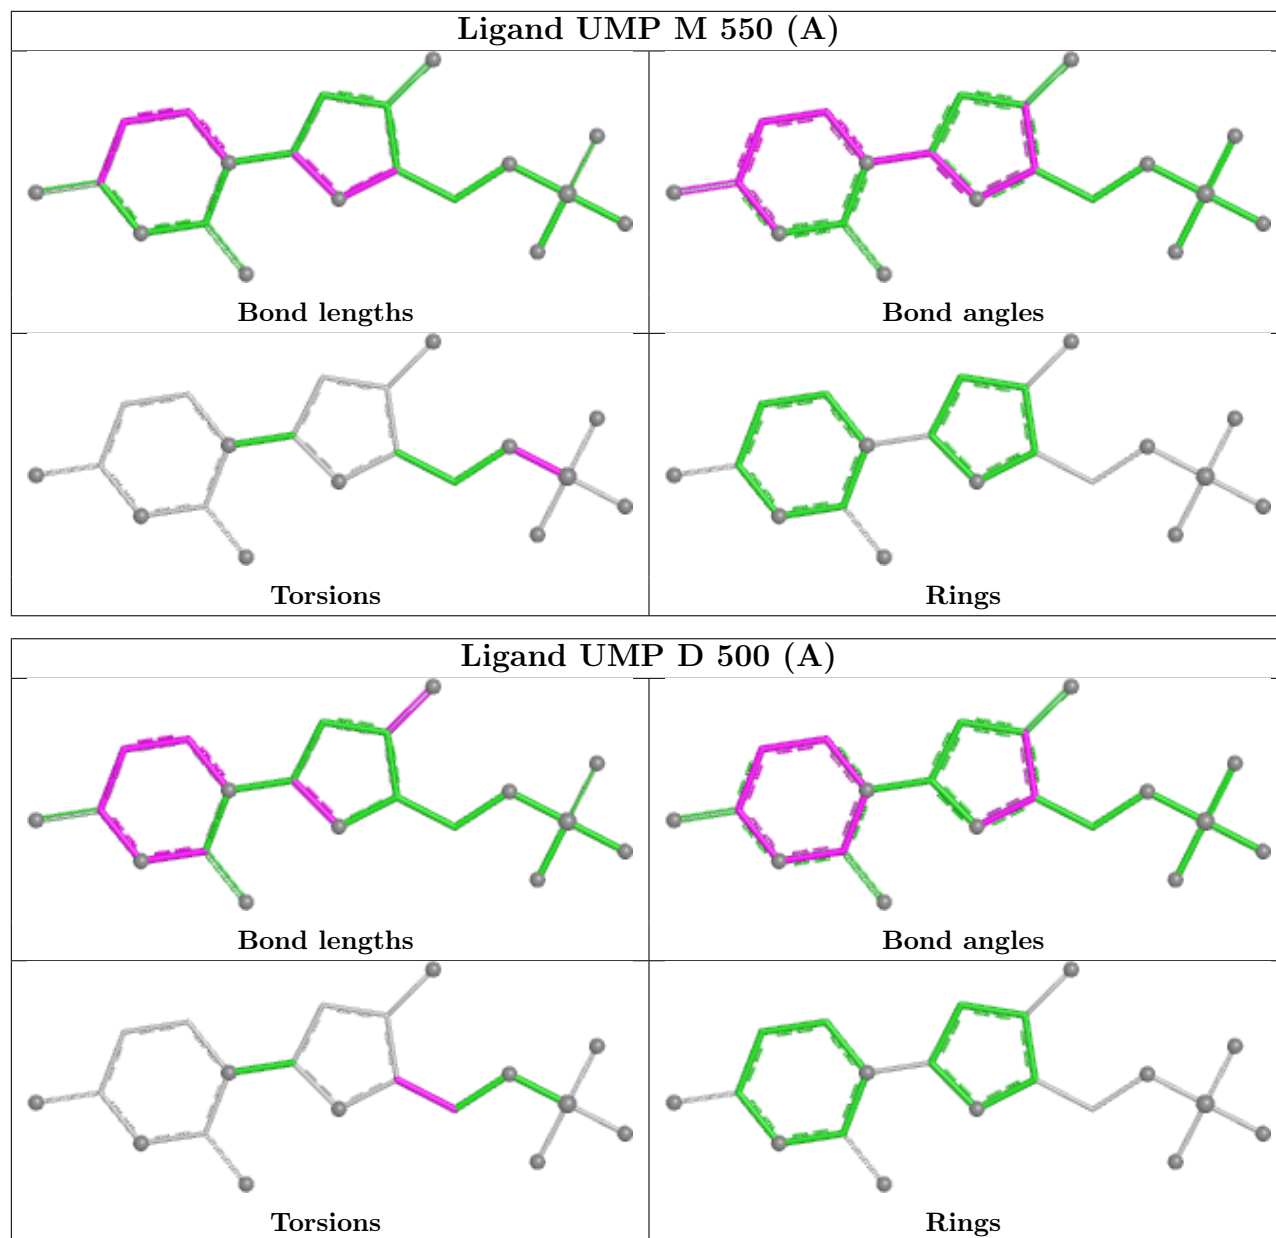 Ligand UMP M 550 (A)
Bond lengths
Bond angles
Torsions
Rings
Ligand UMP D 500 (A)
Bond lengths
Bond angles
Torsions
Rings